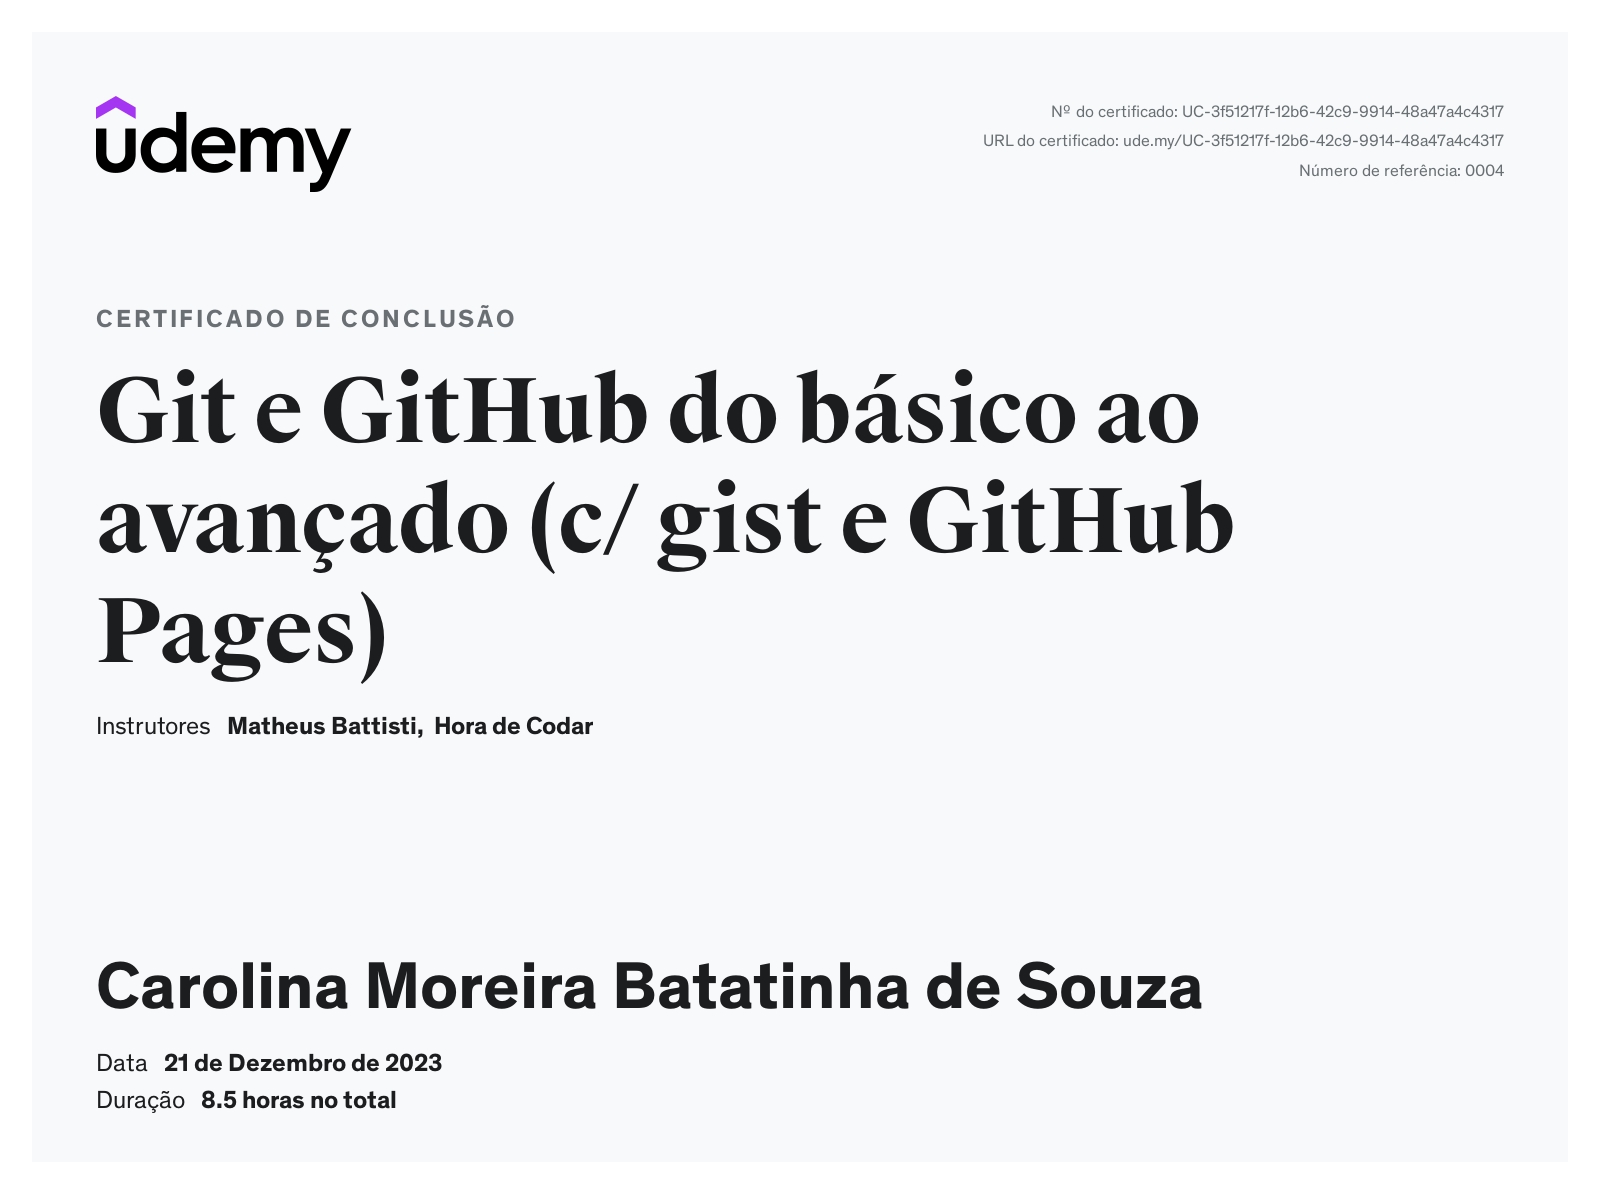 udemy
Nº do certificado: UC-3f51217f-12b6-42c9-9914-48a47a4c4317
URL do certificado: ude.my/UC-3f51217f-12b6-42c9-9914-48a47a4c4317
Número de referência: 0004
CERTIFICADO DE CONCLUSÃO
Git e GitHub do básico ao
avançado (c/ gist e GitHub
Pages)
Instrutores Matheus Battisti, Hora de Codar
Carolina Moreira Batatinha de Souza
Data 21 de Dezembro de 2023
Duração 8.5 horas no total